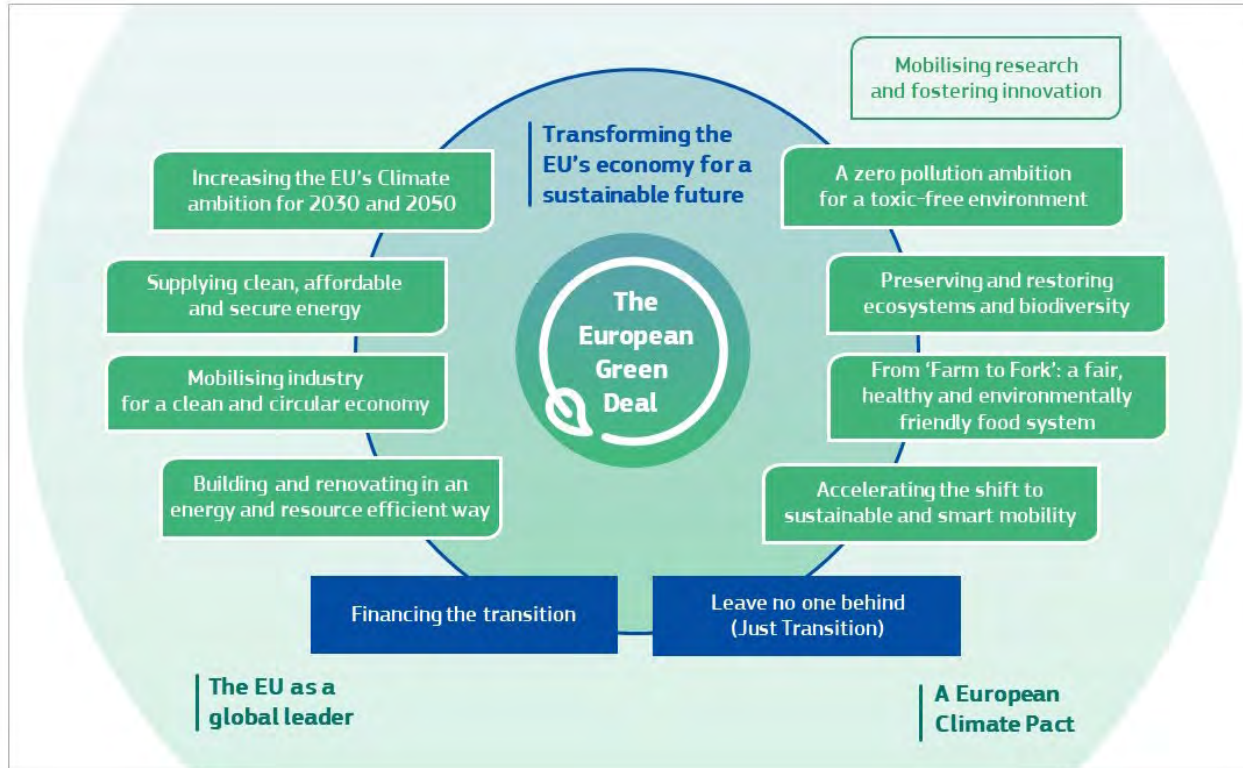 Mobilising research
and fostering innovation
Transforming the
EU's economy for a
sustainable future
Increasing the EU's Climate
ambition for 2030 and 2050
A zero pollution ambition
for a toxic-free environment
Supplying clean, affordable
and secure energy
Preserving and restoring
ecosystems and biodiversity
The
European
Green
Deal
Mobilising industry
for a clean and circular economy
From 'Farm to Fork': a fair,
healthy and environmentally
friendly food system
Building and renovating in an
energy and resource efficient way
Accelerating the shift to
sustainable and smart mobility
Financing the transition
Leave no one behind
(Just Transition)
The EU as a
global leader
A European
Climate Pact